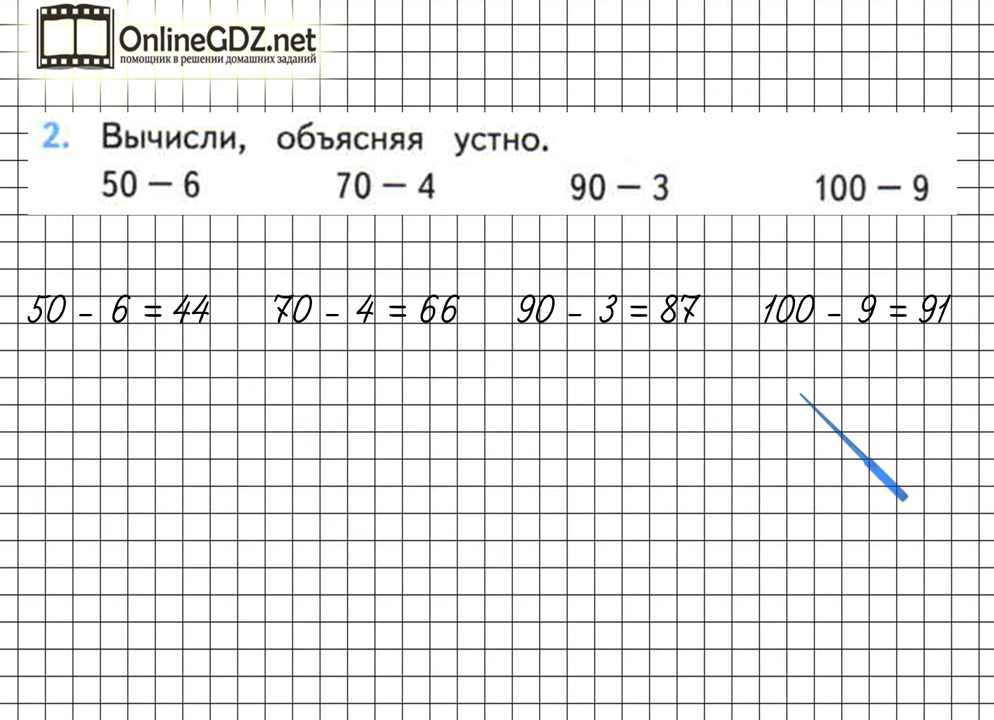 OnlineGDZ.net
помощник в решении домашних заданий
2. Вычисли, объясняя устно.
50 − 6 70 − 4 90 − 3 100 − 9
50 - 6 = 44 70 - 4 = 66 90 - 3 = 87 100 - 9 = 91